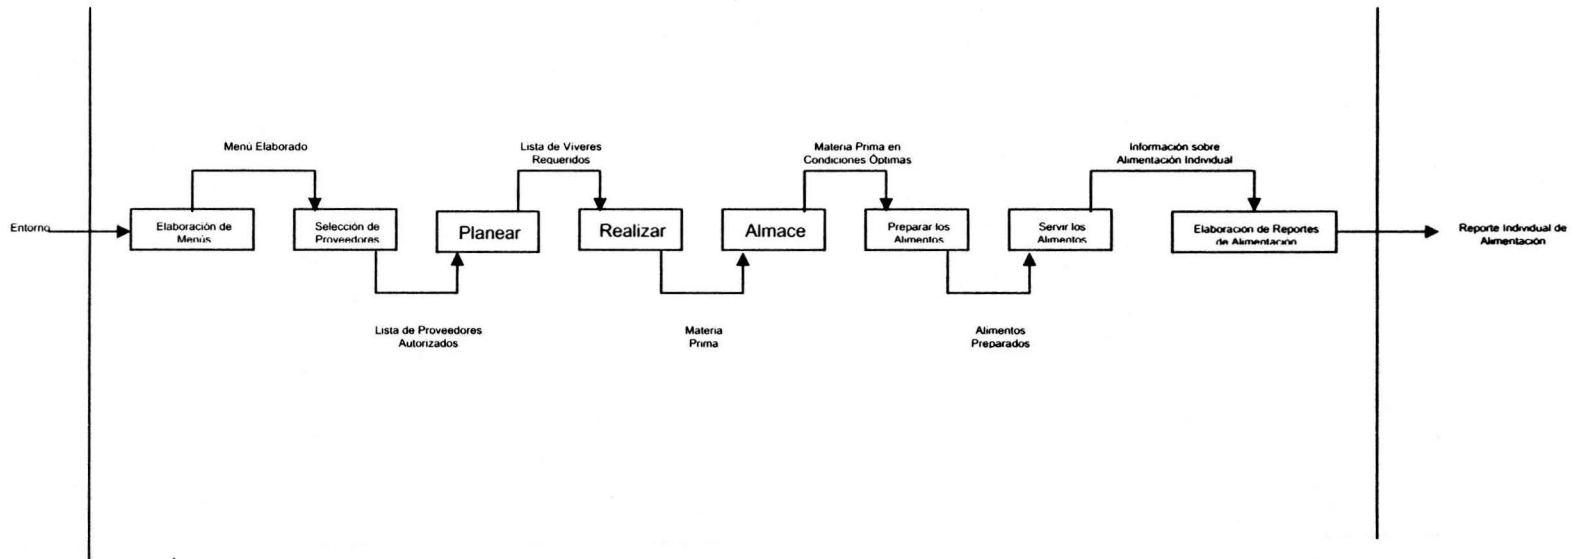 Menú Elaborado
Lista de Víveres
Requeridos
Materia Prima en
Condiciones Óptimas
Información sobre
Alimentación Individual
Entorno
Elaboración de
Menús
Selección de
Proveedores
Planear
Realizar
Almace
Preparar los
Alimentos
Servir los
Alimentos
Elaboración de Reportes
de Alimentación
Reporte Individual de
Alimentación
Lista de Proveedores
Autorizados
Materia
Prima
Alimentos
Preparados